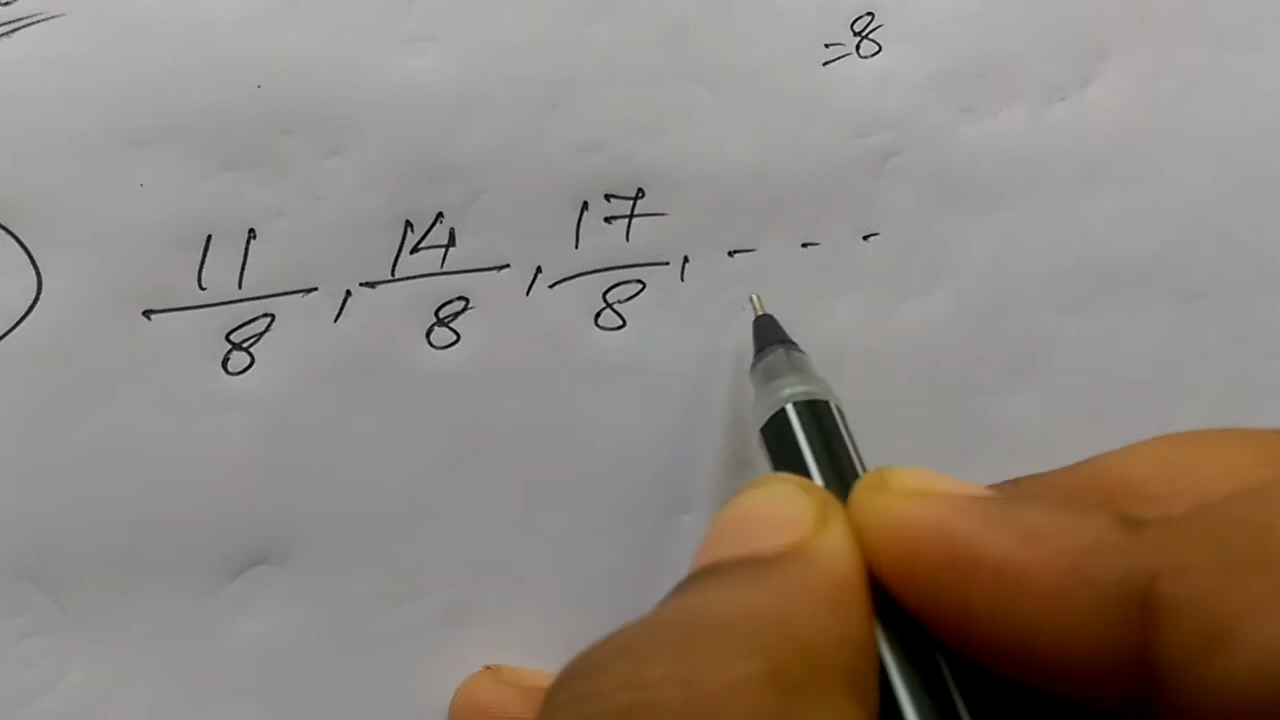 =8
11/8, 14/8, 17/8, - - -